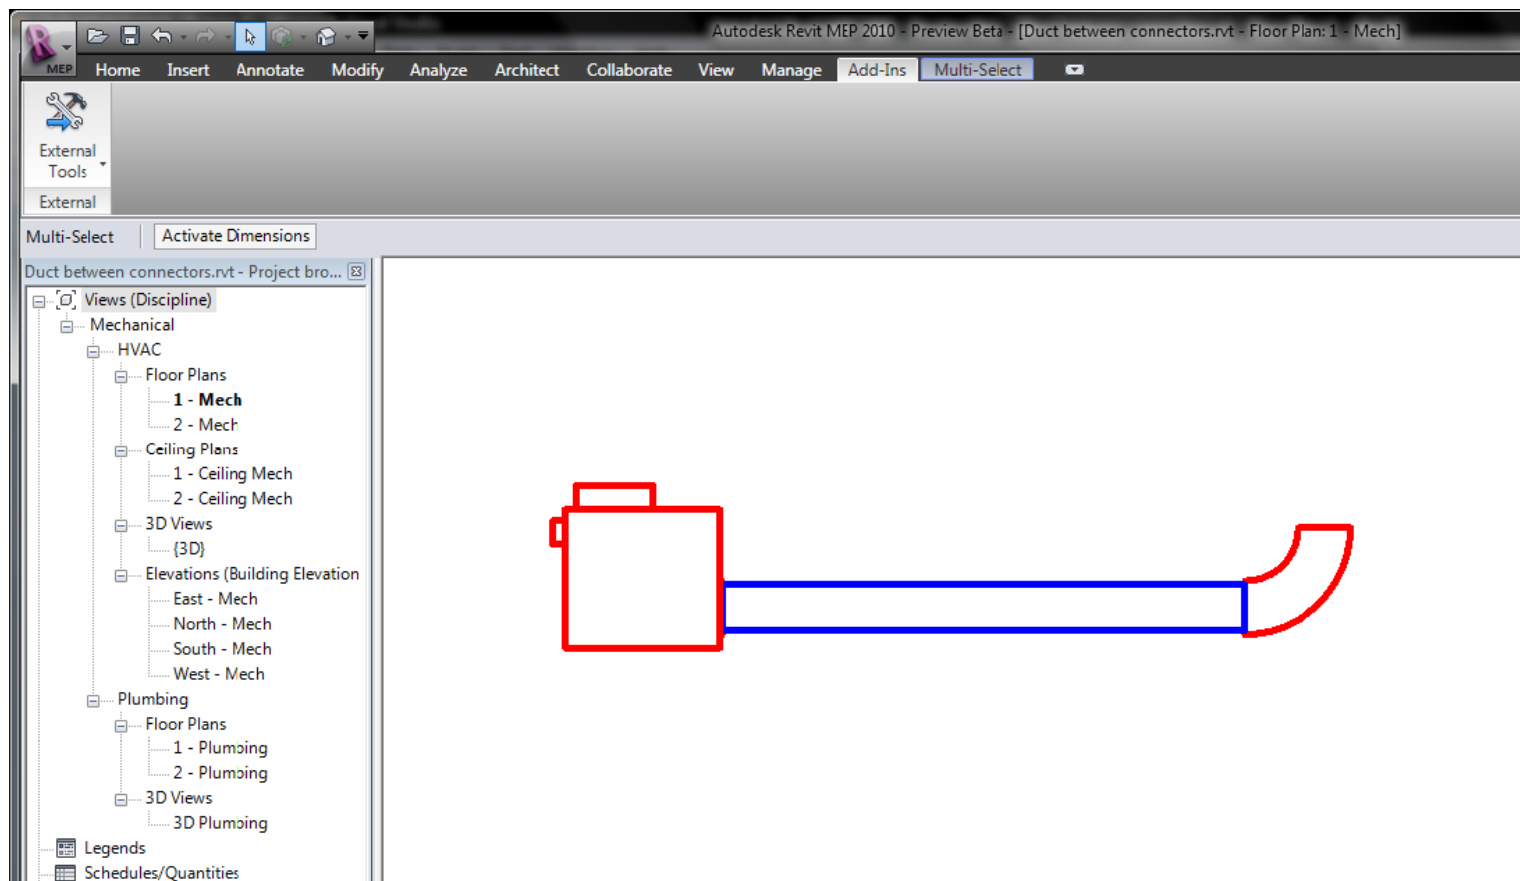 Autodesk Revit MEP 2010 - Preview Beta - [Duct between connectors.rvt - Floor Plan: 1 - Mech]
MEP Home Insert Annotate Modify Analyze Architect Collaborate View Manage Add-Ins Multi-Select
External
Tools
External
Multi-Select Activate Dimensions
Duct between connectors.rvt - Project bro...
Views (Discipline)
Mechanical
HVAC
Floor Plans
1 - Mech
2 - Mech
Ceiling Plans
1 - Ceiling Mech
2 - Ceiling Mech
3D Views
{3D}
Elevations (Building Elevation
East - Mech
North - Mech
South - Mech
West - Mech
Plumbing
Floor Plans
1 - Plumbing
2 - Plumbing
3D Views
3D Plumbing
Legends
Schedules/Quantities